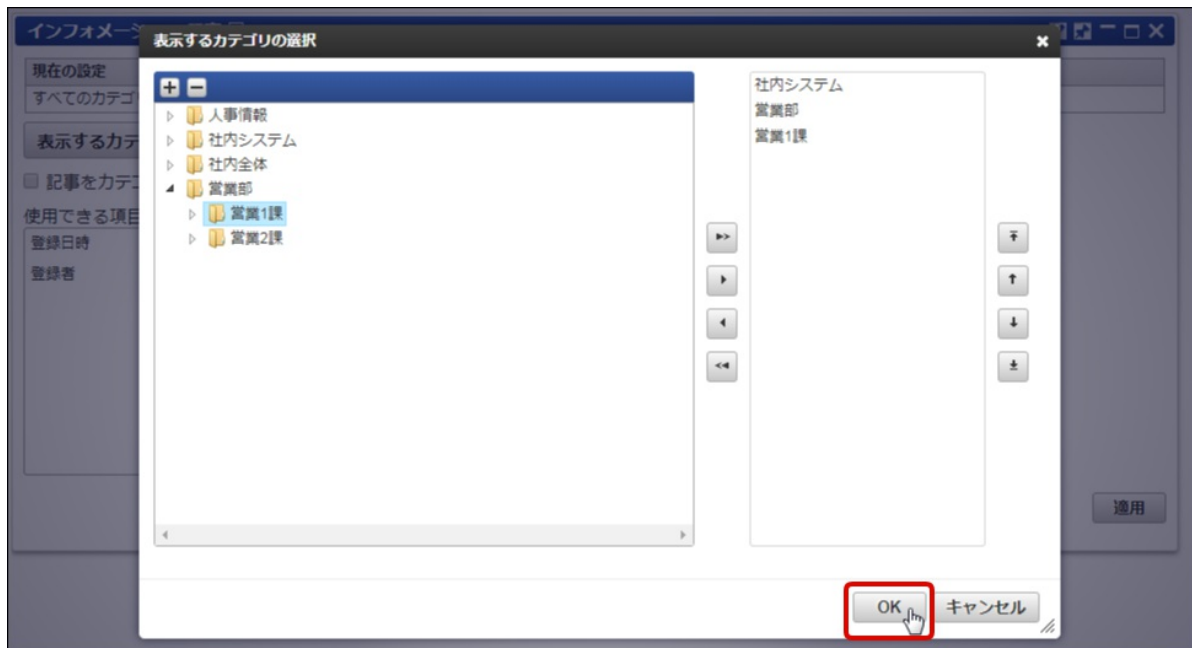 インフォメーシ
表示するカテゴリの選択
現在の設定
すべてのカテゴ
表示するカテ
記事をカテゴ
使用できる項目
登録日時
登録者
人事情報
社内システム
社内全体
営業部
営業1課
営業2課
社内システム
営業部
営業1課
適用
OK
キャンセル